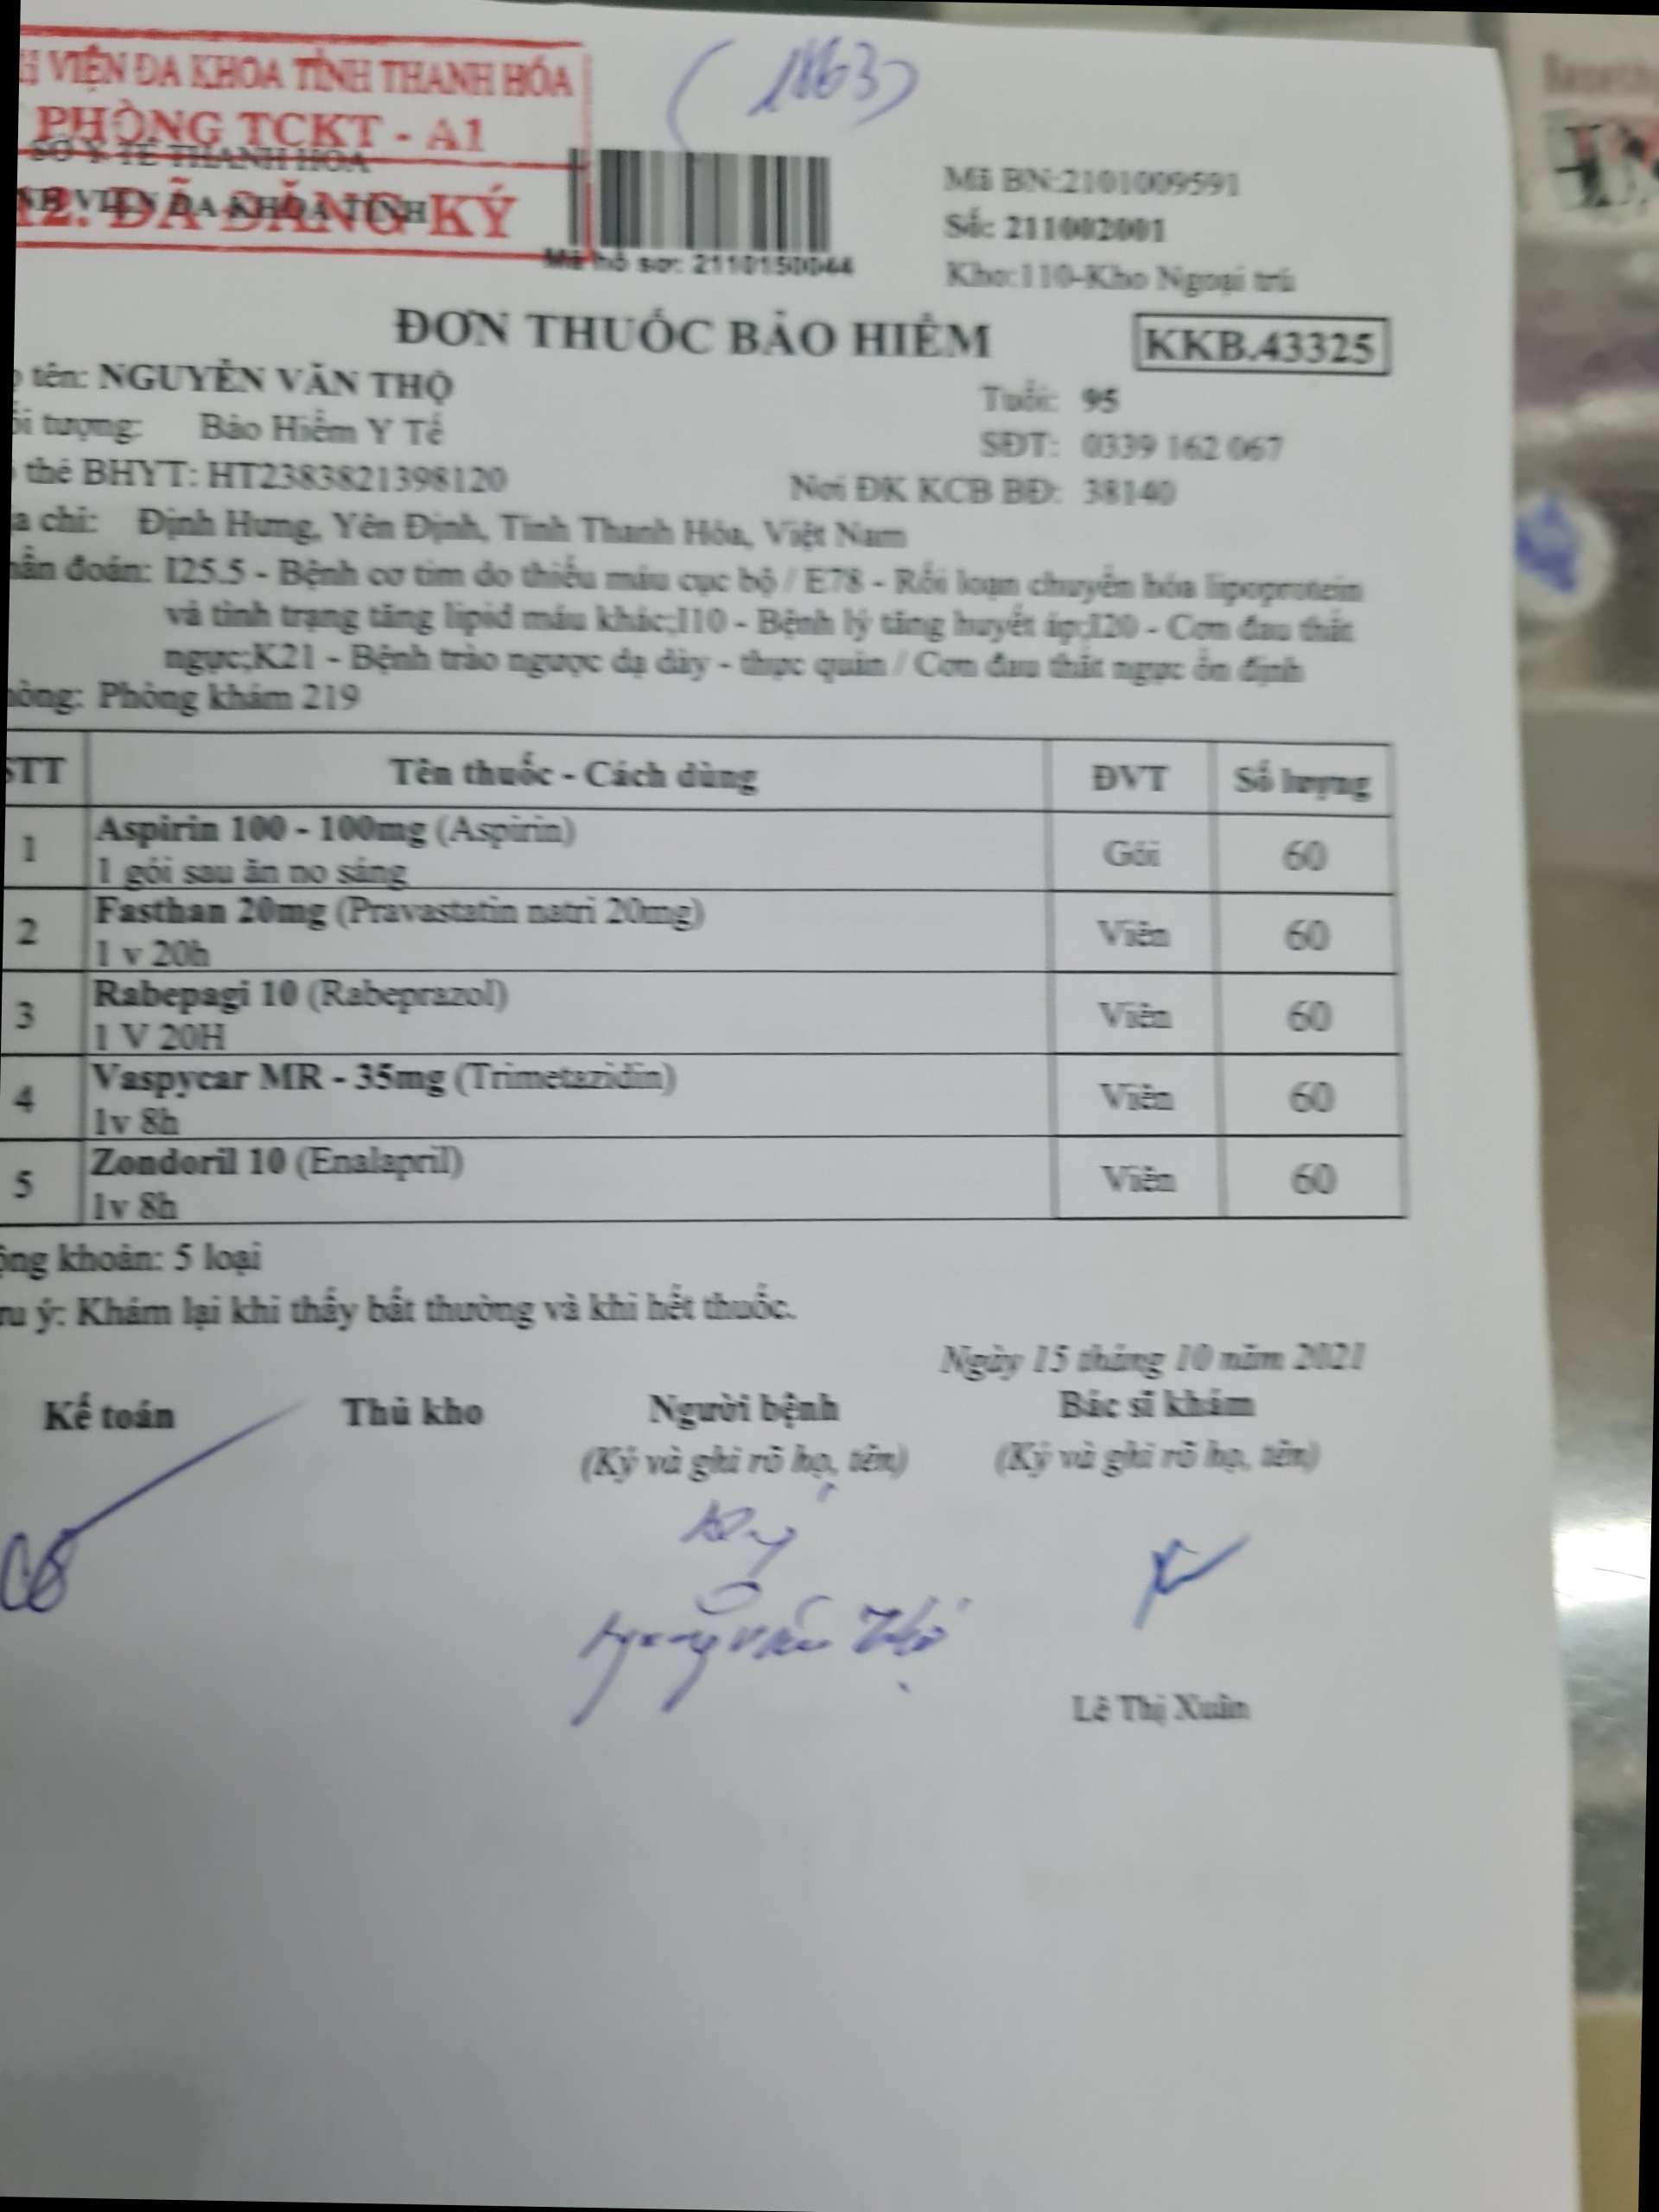 VIỆN ĐA KHOA TỈNH THANH HÓA
PHÒNG TCKT - A1
SỞ Y TẾ THANH HÓA
VIỆN ĐA KHOA TỈNH
12. ĐÃ ĐĂNG KÝ
Mã hồ sơ: 2110150044
Mã BN:2101009591
Số: 211002001
Kho:110-Kho Ngoại trú
ĐƠN THUỐC BẢO HIỂM
KKB.43325
tên: NGUYỄN VĂN THỘ
Tuổi: 95
tượng: Bảo Hiểm Y Tế
SĐT: 0339 162 067
thẻ BHYT: HT2383821398120
Nơi ĐK KCB BĐ: 38140
chỉ: Định Hưng, Yên Định, Tỉnh Thanh Hóa, Việt Nam
đoán: I25.5 - Bệnh cơ tim do thiếu máu cục bộ / E78 - Rối loạn chuyển hóa lipoprotein
và tình trạng tăng lipid máu khác;I10 - Bệnh lý tăng huyết áp;I20 - Cơn đau thắt
ngực;K21 - Bệnh trào ngược dạ dày - thực quản / Cơn đau thắt ngực ổn định
Phòng khám 219
STT Tên thuốc - Cách dùng ĐVT Số lượng
1 Aspirin 100 - 100mg (Aspirin) Gói 60
1 gói sau ăn no sáng
2 Fasthan 20mg (Pravastatin natri 20mg) Viên 60
1 v 20h
3 Rabepagi 10 (Rabeprazol) Viên 60
1 V 20H
4 Vaspycar MR - 35mg (Trimetazidin) Viên 60
1v 8h
5 Zondoril 10 (Enalapril) Viên 60
1v 8h
khoản: 5 loại
ý: Khám lại khi thấy bất thường và khi hết thuốc.
Ngày 15 tháng 10 năm 2021
Kế toán Thủ kho Người bệnh Bác sĩ khám
(Ký và ghi rõ họ, tên) (Ký và ghi rõ họ, tên)
Lê Thị Xuân